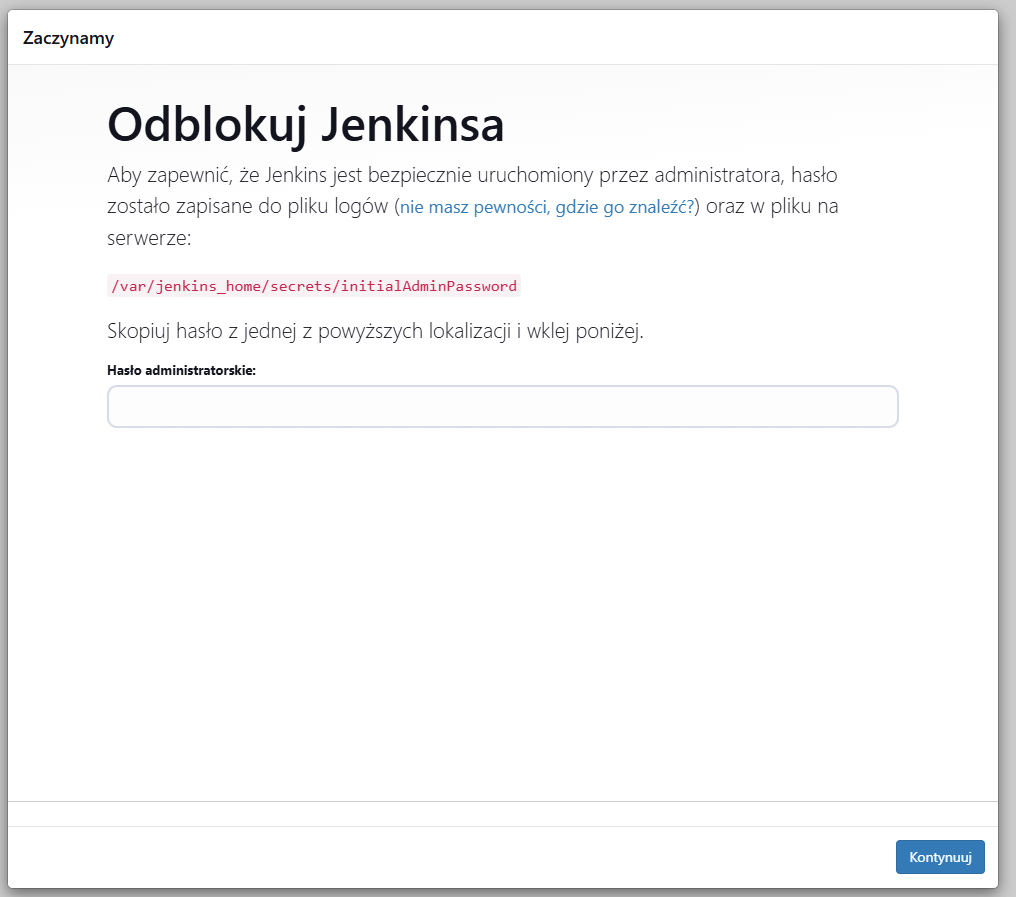 Zaczynamy
Odblokuj Jenkinsa
Aby zapewnić, że Jenkins jest bezpiecznie uruchomiony przez administratora, hasło
zostało zapisane do pliku logów (nie masz pewności, gdzie go znaleźć?) oraz w pliku na
serwerze:
/var/jenkins_home/secrets/initialAdminPassword
Skopiuj hasło z jednej z powyższych lokalizacji i wklej poniżej.
Hasło administratorskie:
Kontynuuj